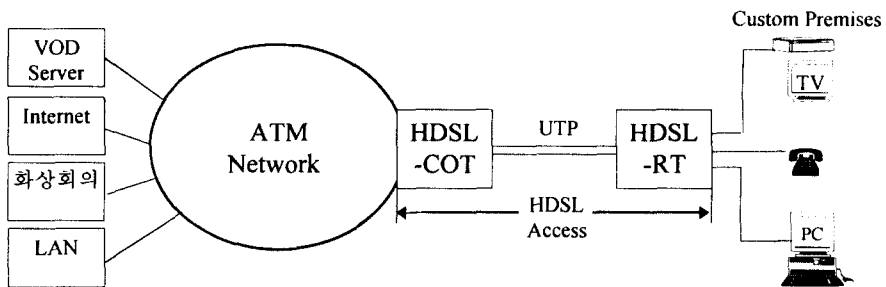 Custom Premises
VOD
Server
Internet
화상회의
LAN
ATM
Network
HDSL
-COT
UTP
HDSL
-RT
HDSL
Access
TV
PC